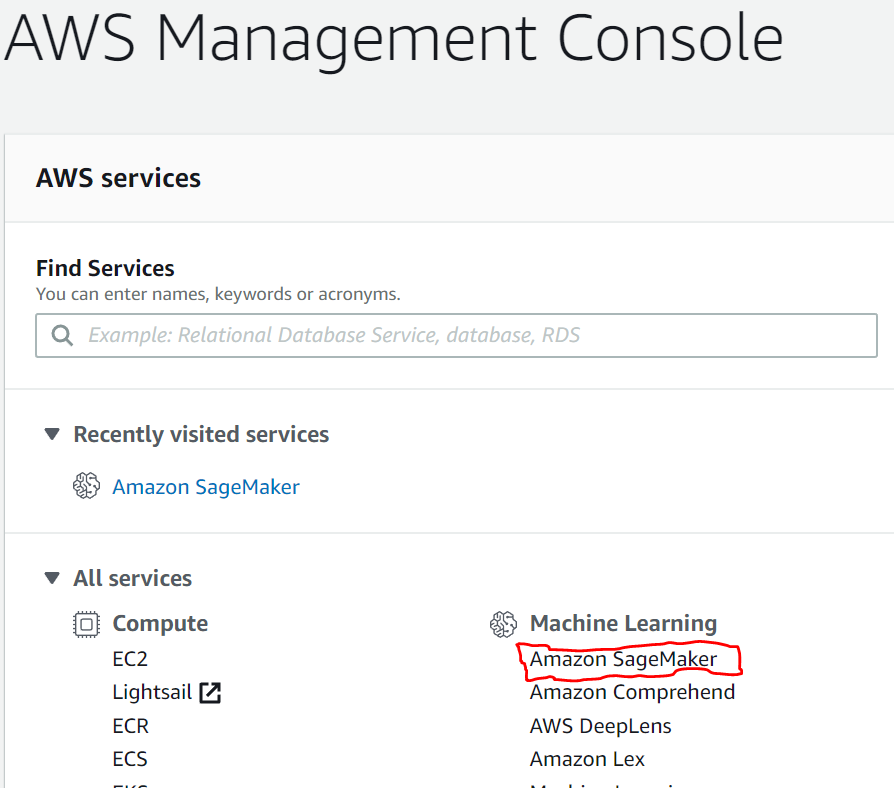 AWS Management Console
AWS services
Find Services
You can enter names, keywords or acronyms.
Example: Relational Database Service, database, RDS
Recently visited services
Amazon SageMaker
All services
Compute
EC2
Lightsail
ECR
ECS
Machine Learning
Amazon SageMaker
Amazon Comprehend
AWS DeepLens
Amazon Lex